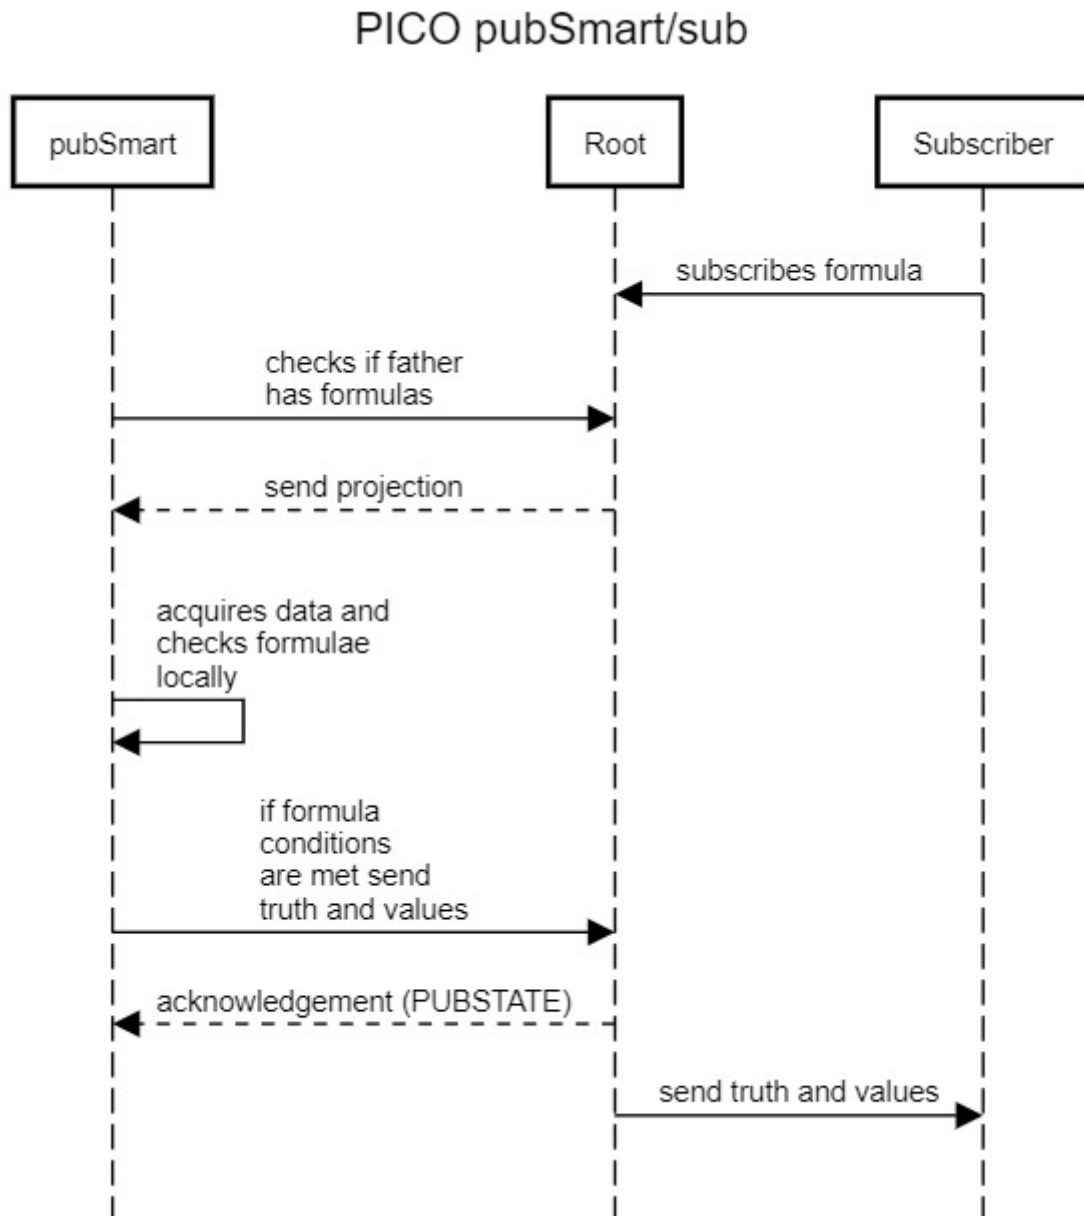 PICO pubSmart/sub
pubSmart
Root
Subscriber
subscribes formula
checks if father
has formulas
send projection
acquires data and
checks formulae
locally
if formula
conditions
are met send
truth and values
acknowledgement (PUBSTATE)
send truth and values